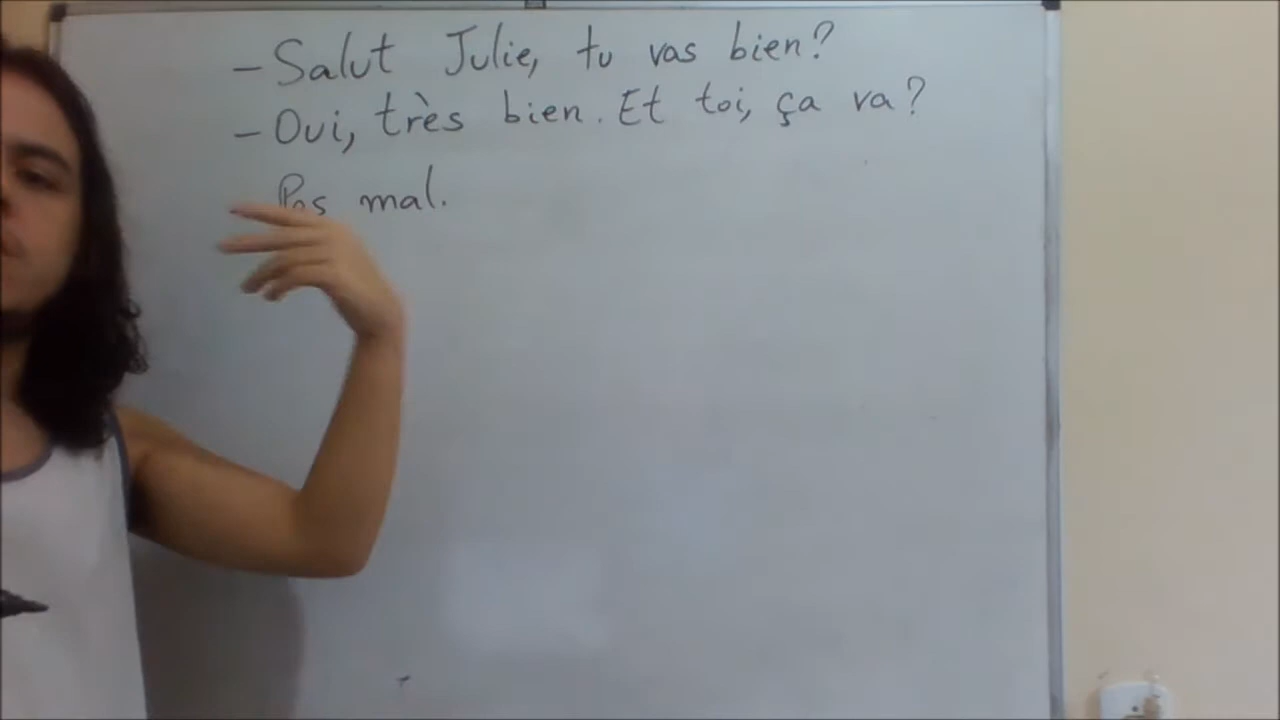 - Salut Julie, tu vas bien?
- Oui, très bien. Et toi, ça va?
Pas mal.